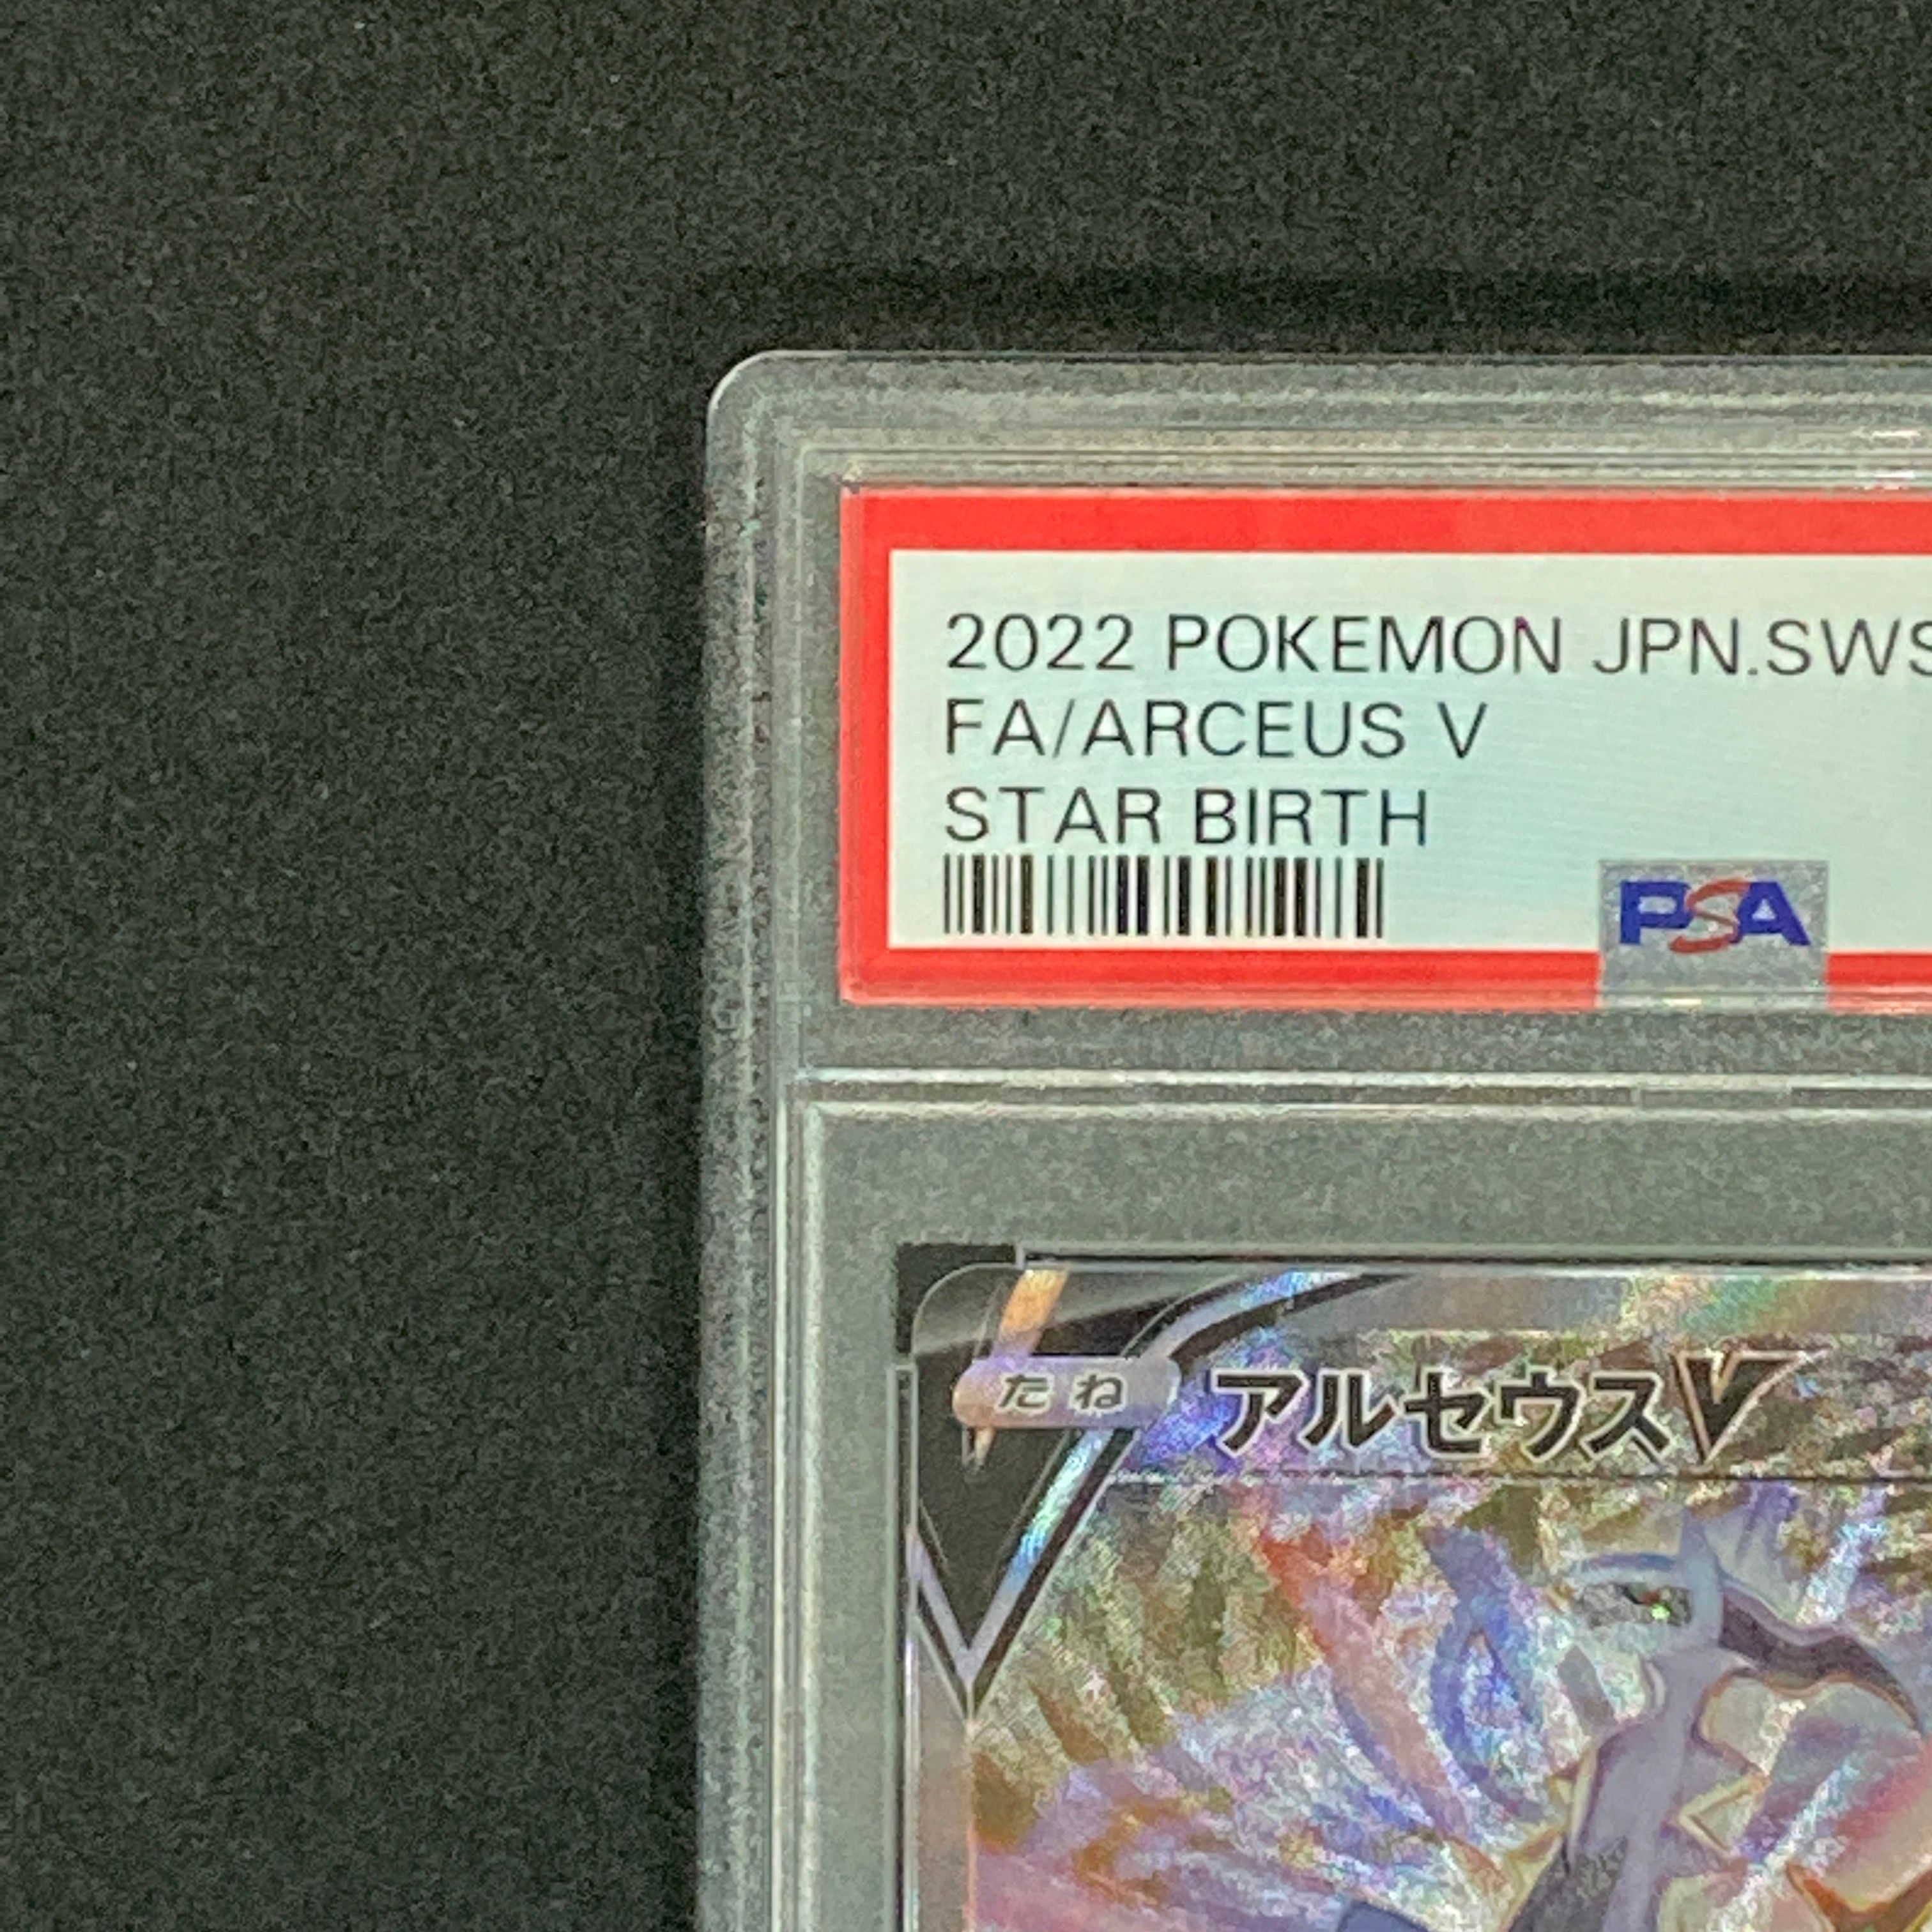 2022 POKEMON JPN.SWS
FA/ARCEUS V
STAR BIRTH
PSA
たね アルセウスV